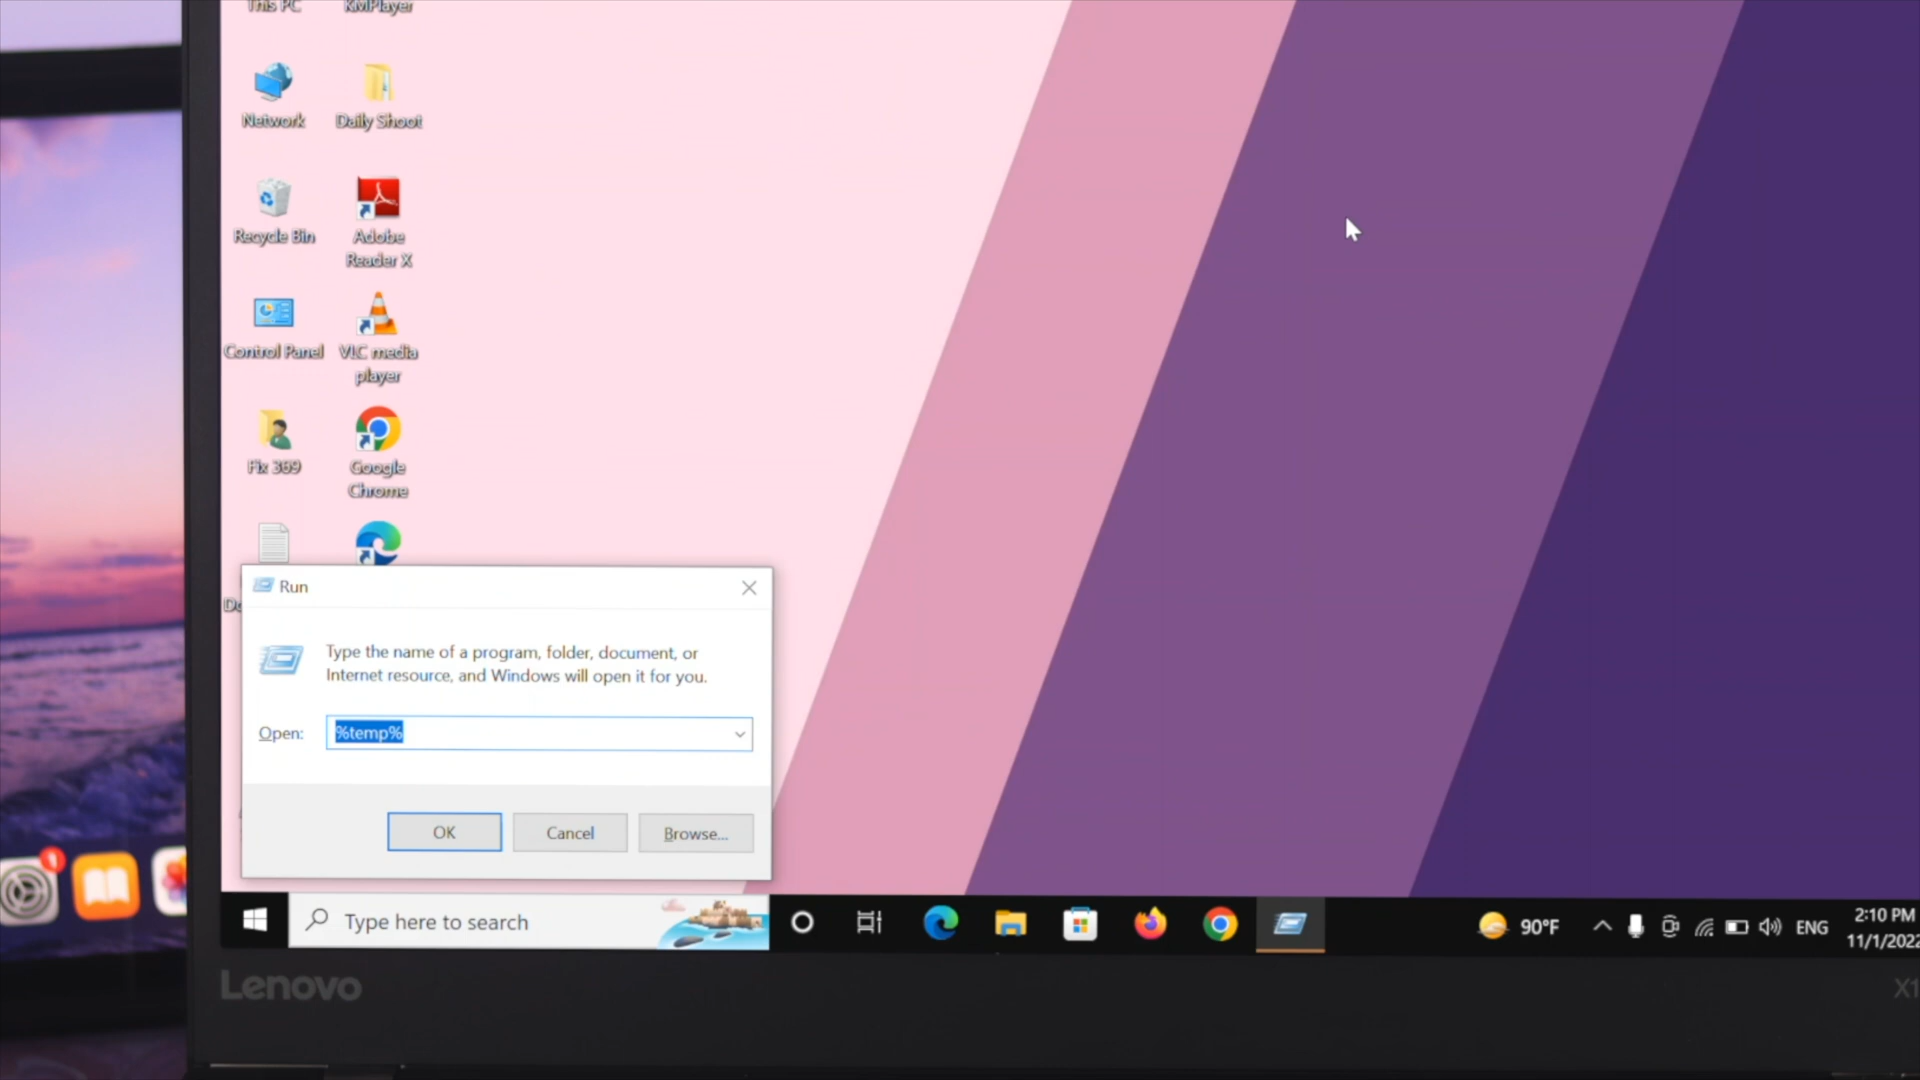 This PC
KMPlayer
Network
Daily Shoot
Recycle Bin
Adobe
Reader X
Control Panel
VLC media
player
Fix 369
Google
Chrome
Run
Type the name of a program, folder, document, or
Internet resource, and Windows will open it for you.
Open:
%temp%
OK
Cancel
Browse...
Type here to search
90°F
ENG
2:10 PM
11/1/2022
Lenovo
X1